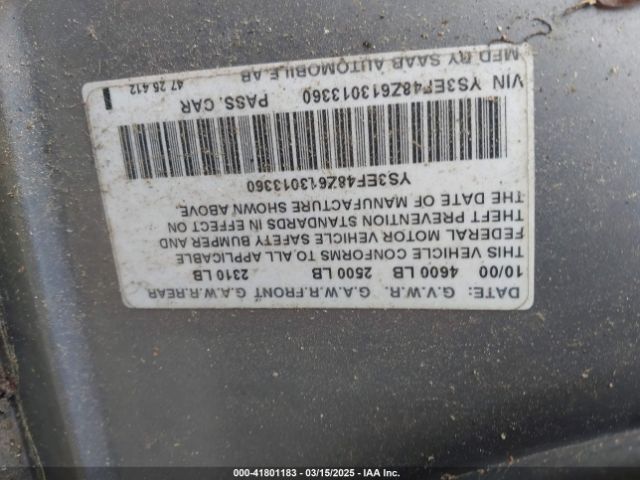 DATE: G.V.W.R. G.A.W.R.FRONT G.A.W.R.REAR
10/00 4600 LB 2500 LB 2310 LB
THIS VEHICLE CONFORMS TO ALL APPLICABLE
FEDERAL MOTOR VEHICLE SAFETY BUMPER AND
THEFT PREVENTION STANDARDS IN EFFECT ON
THE DATE OF MANUFACTURE SHOWN ABOVE
YS3EF48Z613013360
VIN YS3EF48Z613013360 PASS. CAR
MFD BY SAAB AUTOMOBILE AB 47 25 412
000-41801183 - 03/15/2025 - IAA Inc.